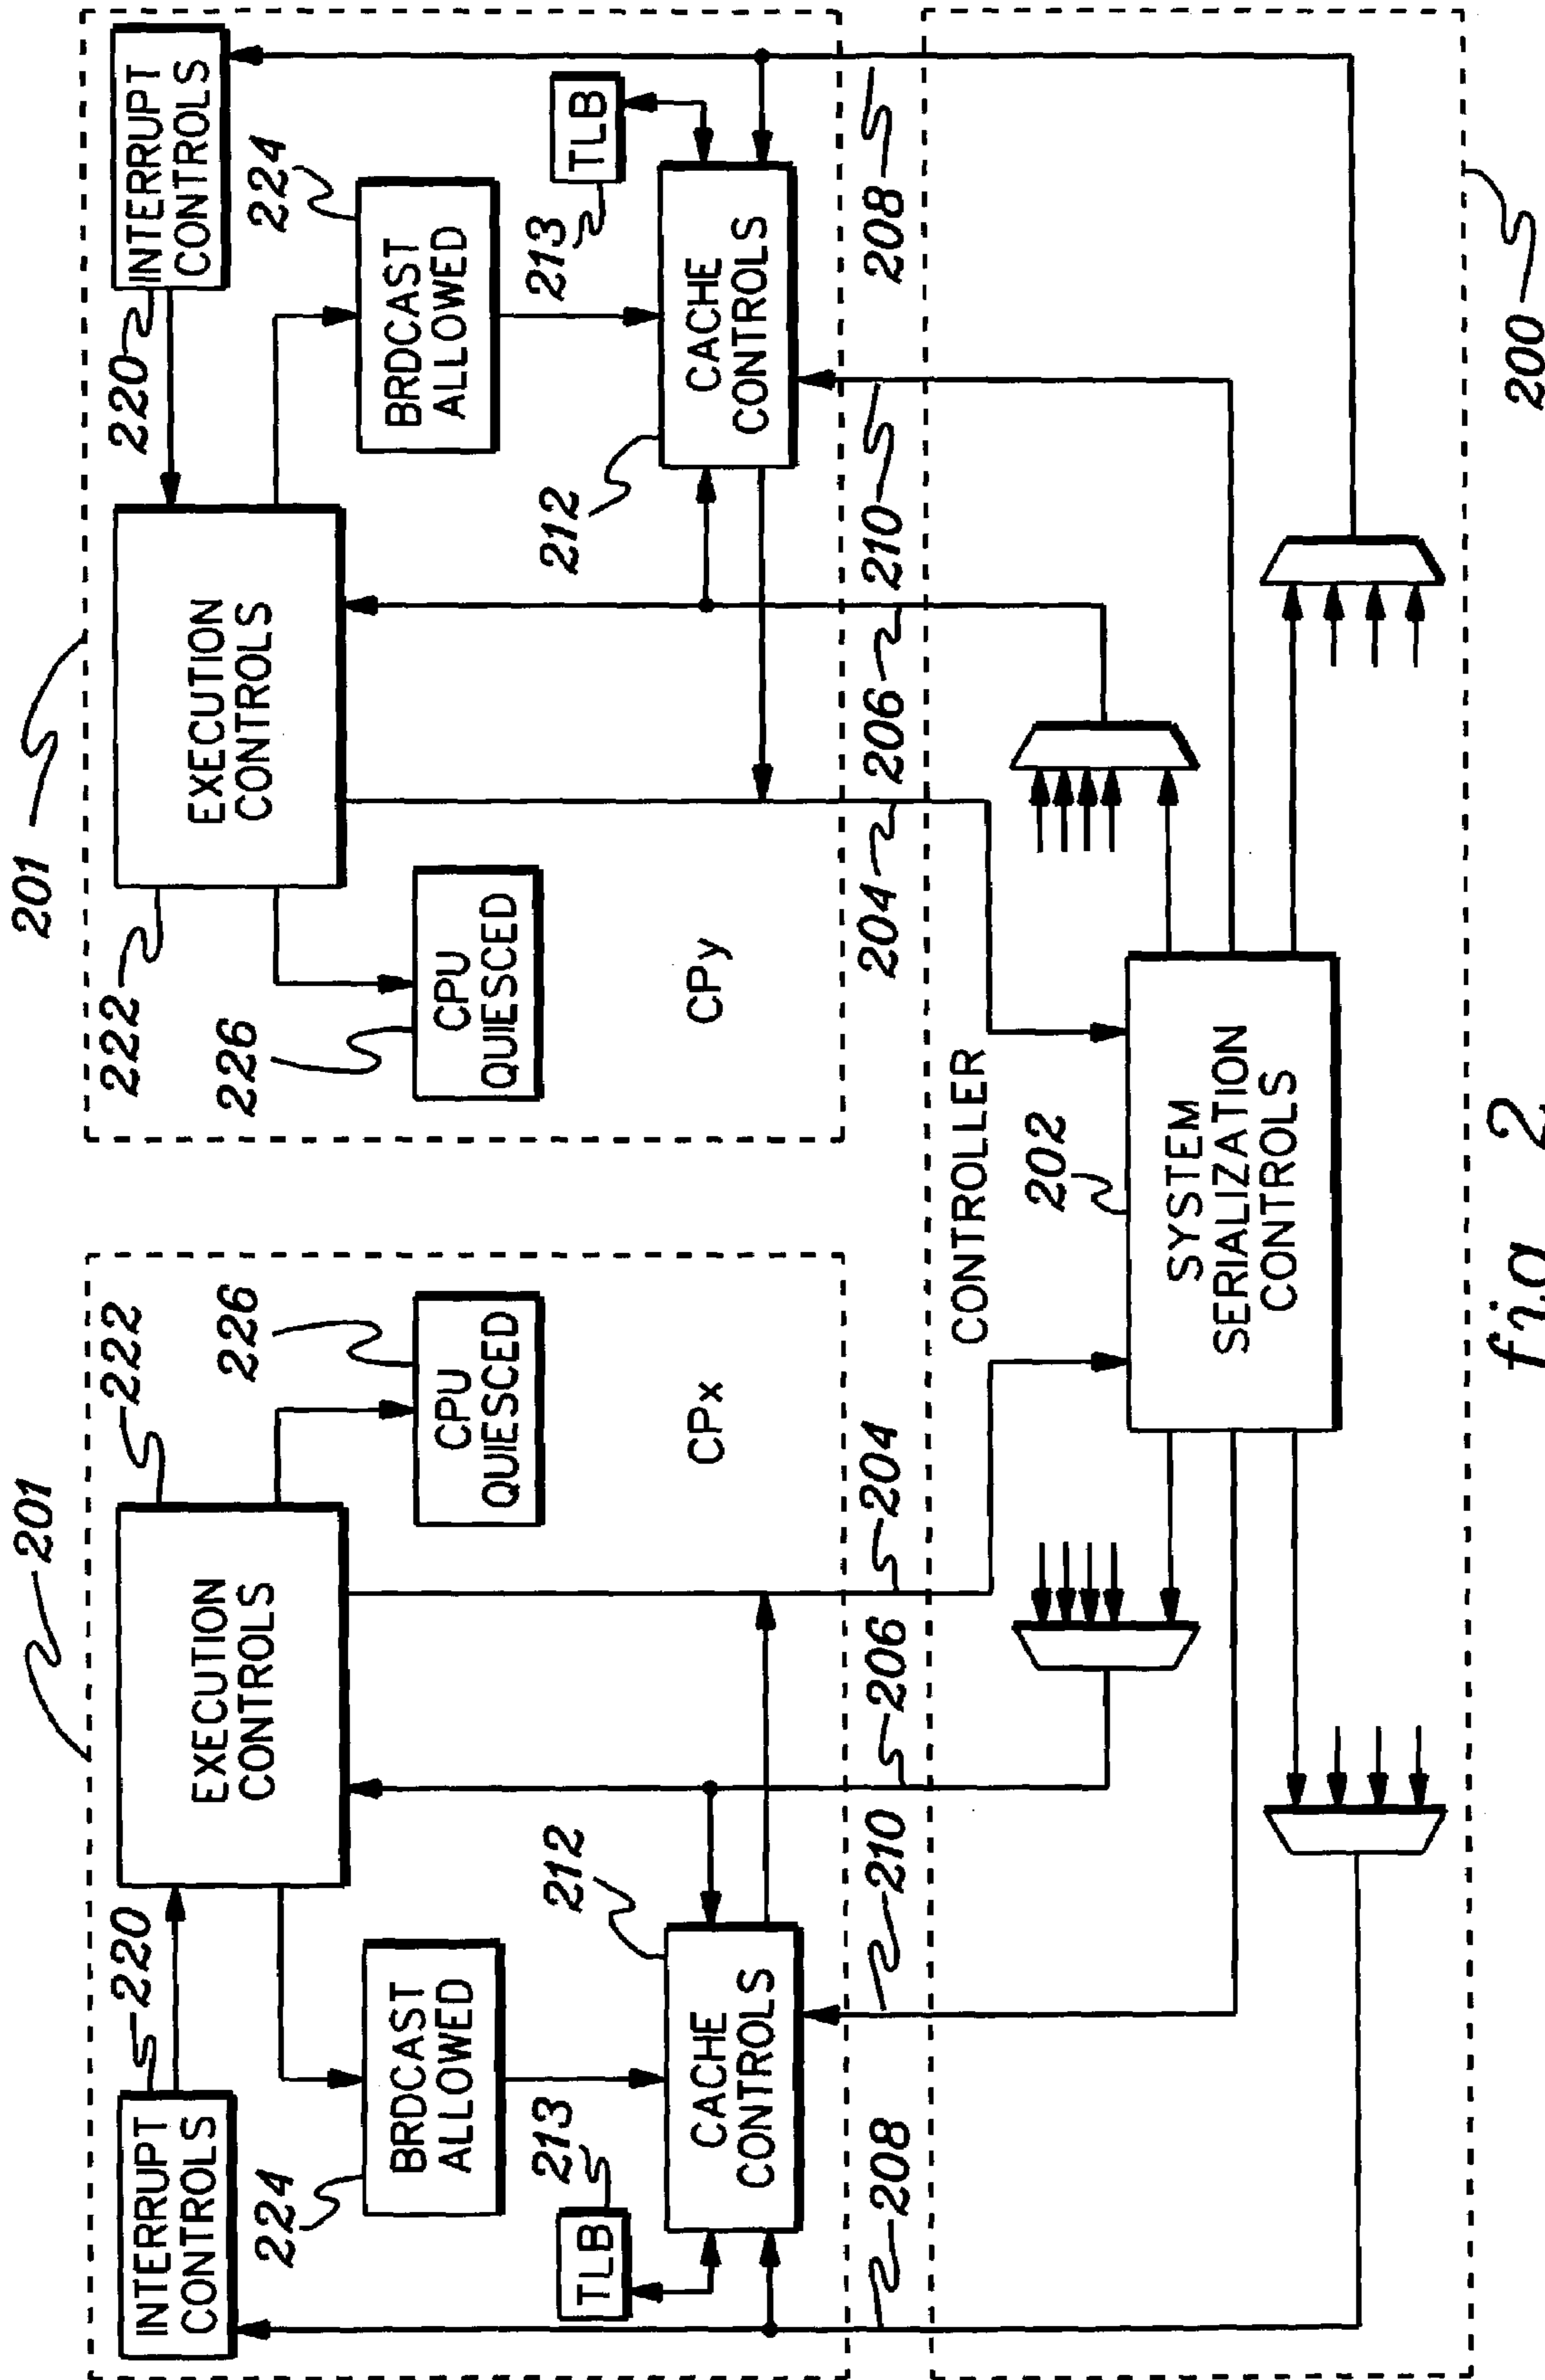 201
201
INTERRUPT
CONTROLS
220
EXECUTION
CONTROLS
222
224
BRDCAST
ALLOWED
226
CPU
QUIESCED
213
TLB
212
CACHE
CONTROLS
CPx
222
EXECUTION
CONTROLS
220
INTERRUPT
CONTROLS
226
CPU
QUIESCED
224
BRDCAST
ALLOWED
213
TLB
212
CACHE
CONTROLS
CPy
208
210
206
204
204
206
210
208
CONTROLLER
202
SYSTEM
SERIALIZATION
CONTROLS
200
fig. 2